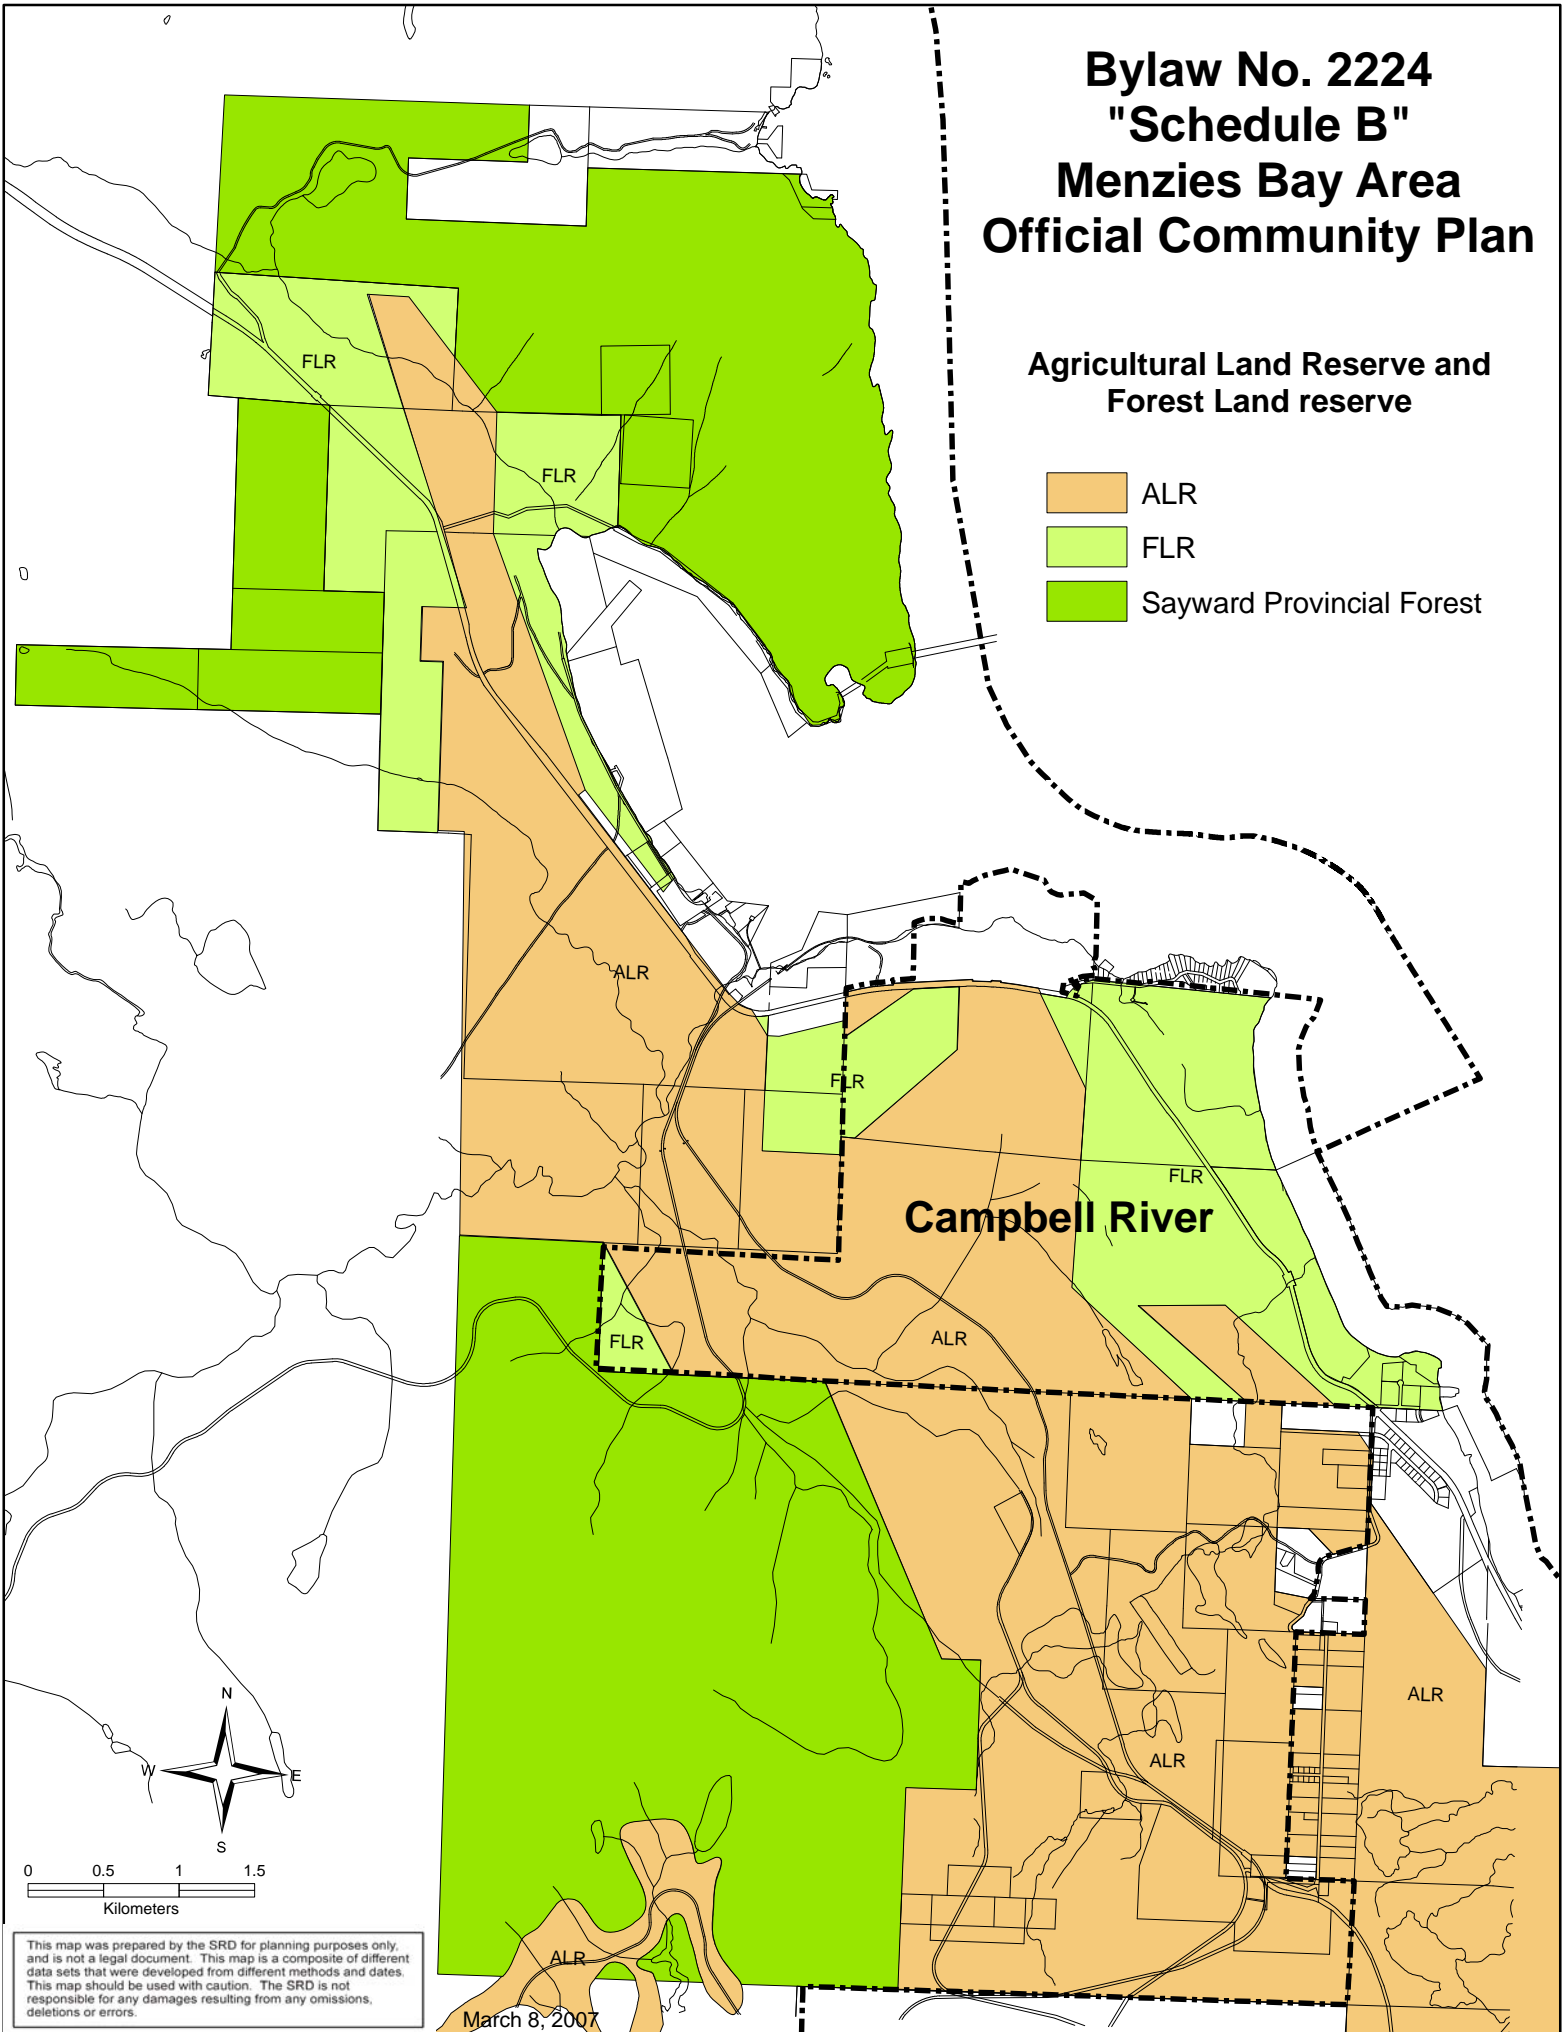 Bylaw No. 2224
"Schedule B"
Menzies Bay Area
Official Community Plan
Agricultural Land Reserve and
Forest Land reserve
ALR
FLR
Sayward Provincial Forest
FLR
FLR
ALR
FLR
FLR
Campbell River
FLR
ALR
ALR
ALR
ALR
N
W
E
S
0 0.5 1 1.5
Kilometers
This map was prepared by the SRD for planning purposes only,
and is not a legal document. This map is a composite of different
data sets that were developed from different methods and dates.
This map should be used with caution. The SRD is not
responsible for any damages resulting from any omissions,
deletions or errors.
March 8, 2007